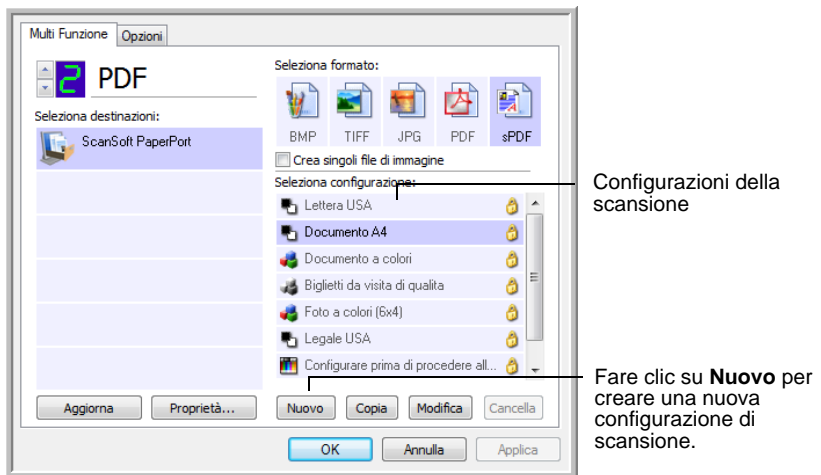 Multi Funzione
Opzioni
2
PDF
Seleziona destinazioni:
ScanSoft PaperPort
Seleziona formato:
BMP
TIFF
JPG
PDF
sPDF
Crea singoli file di immagine
Seleziona configurazione:
Lettera USA
Documento A4
Documento a colori
Biglietti da visita di qualita
Foto a colori (6x4)
Legale USA
Configurare prima di procedere all...
Aggiorna
Proprietà...
Nuovo
Copia
Modifica
Cancella
OK
Annulla
Applica
Configurazioni della
scansione
Fare clic su Nuovo per
creare una nuova
configurazione di
scansione.